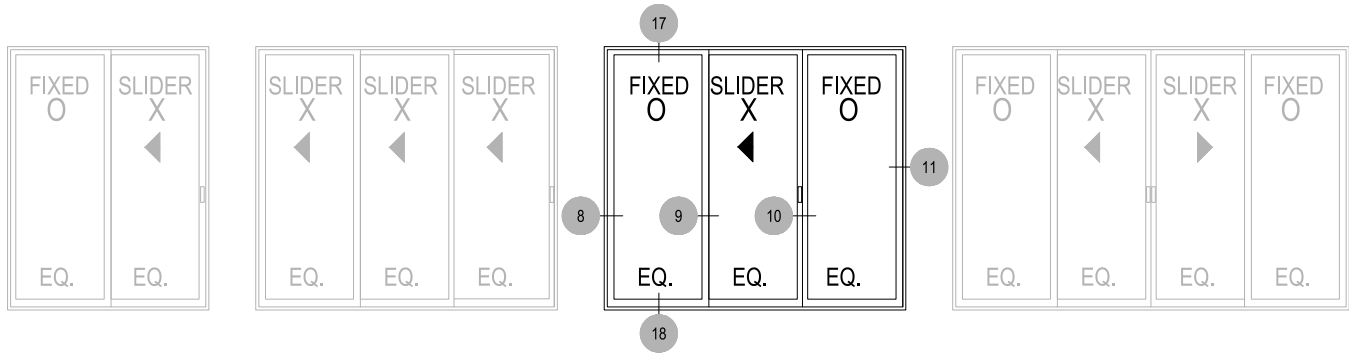 17
FIXED SLIDER SLIDER SLIDER SLIDER FIXED SLIDER FIXED FIXED SLIDER SLIDER FIXED
O X X X X O X O O X X O
11
8 9 10
EQ. EQ. EQ. EQ. EQ. EQ. EQ. EQ. EQ. EQ. EQ. EQ.
18